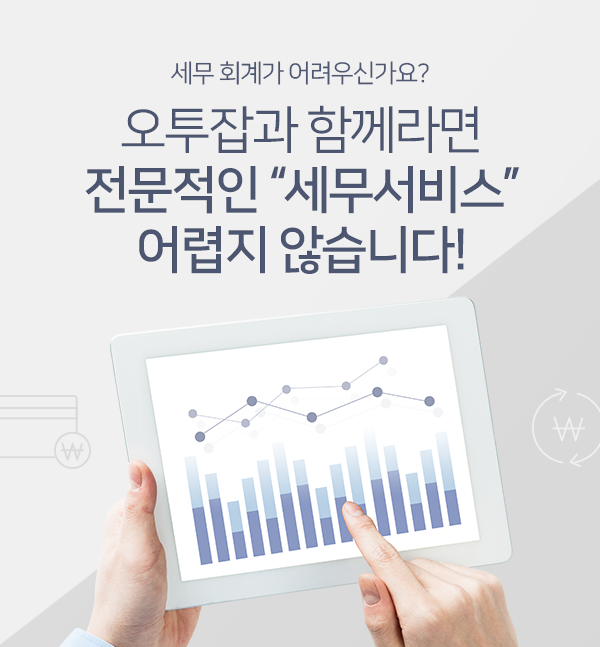 세무 회계가 어려우신가요?
오투잡과 함께라면
전문적인 “세무서비스”
어렵지 않습니다!
₩
₩